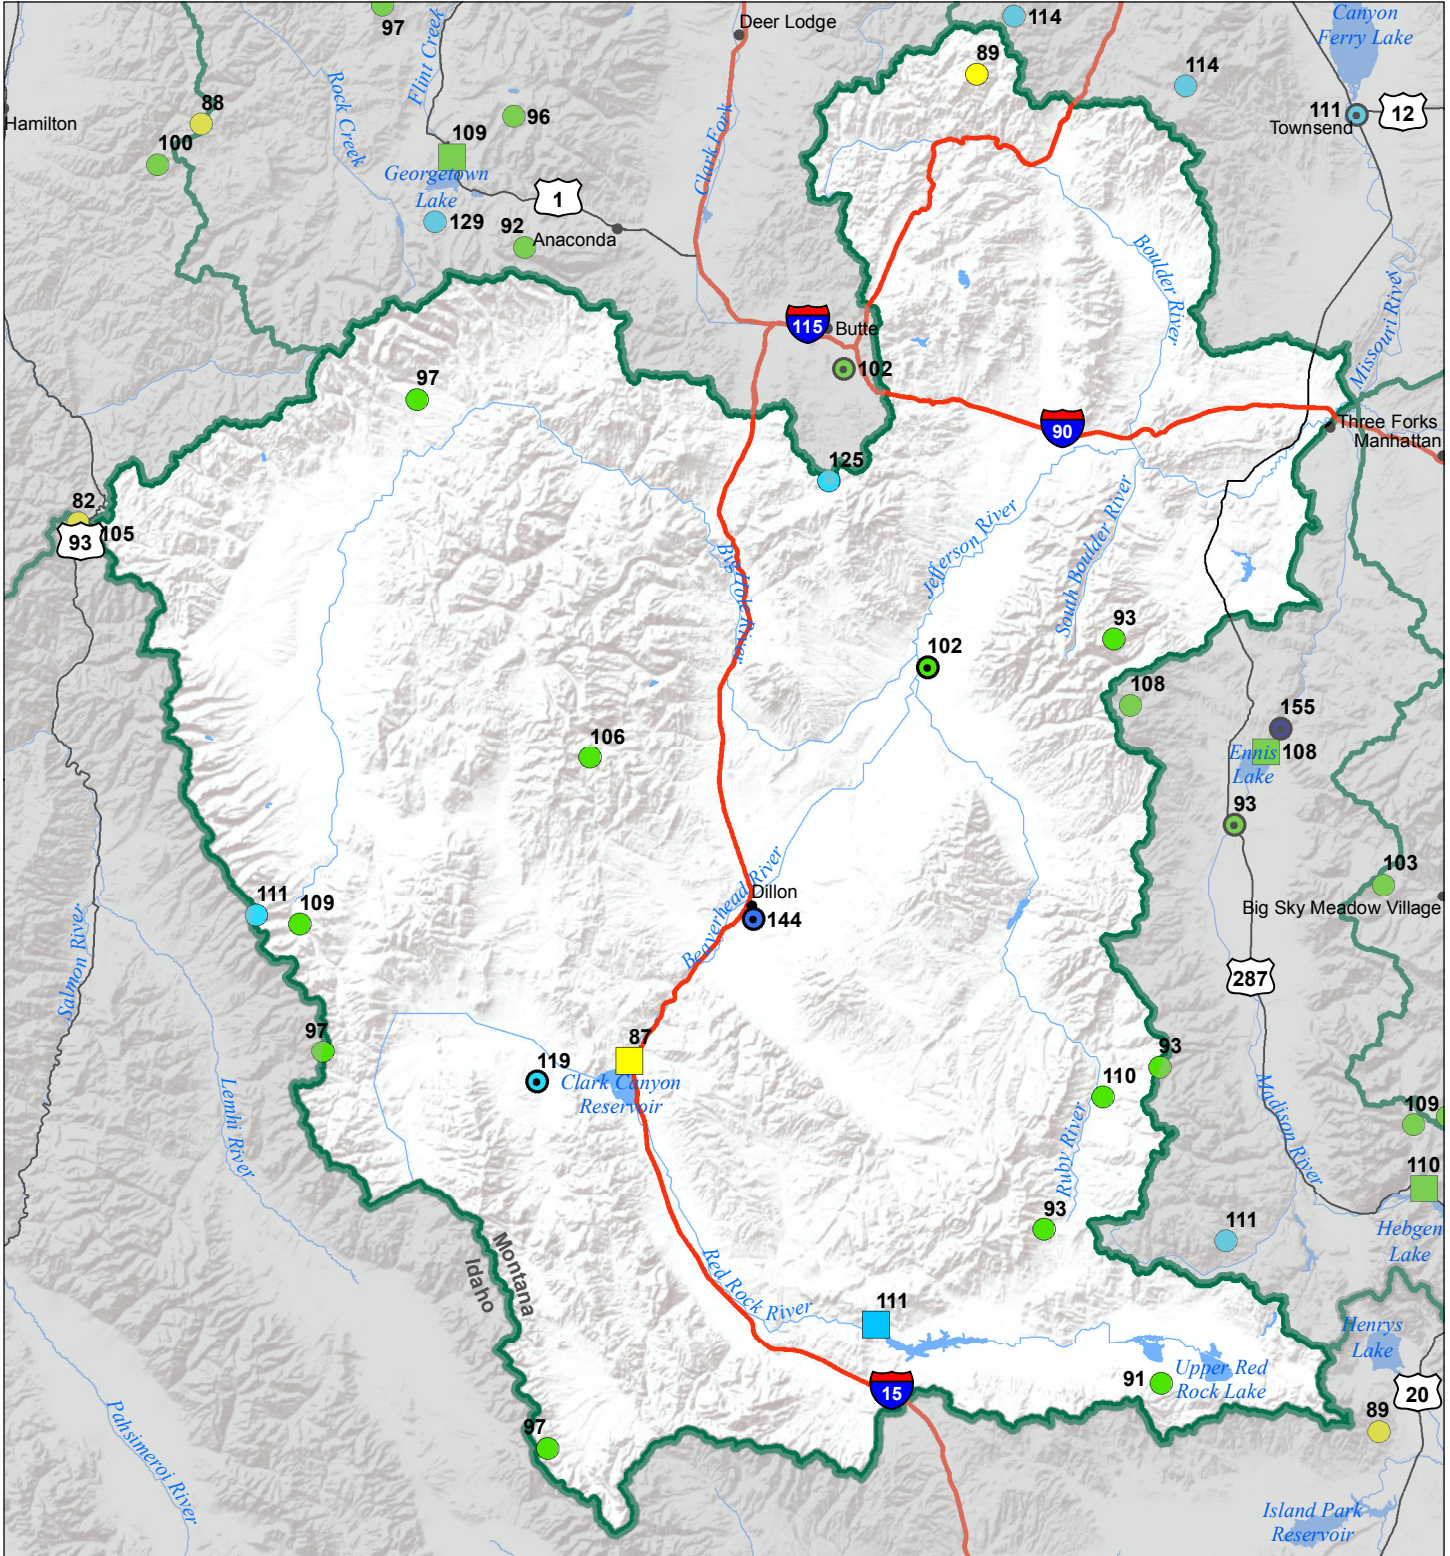 97
Deer Lodge
114
Canyon
Ferry Lake
Flint Creek
Rock Creek
89
114
88
Hamilton
100
96
109
Georgetown
Lake
Clark Fork
111
Townsend
12
1
129
92
Anaconda
Boulder River
Missouri River
115
Butte
102
97
90
Three Forks
Manhattan
125
82
93
105
Big Hole River
Jefferson River
South Boulder River
93
102
108
155
106
Ennis
Lake
108
93
103
Beaverhead River
Dillon
144
111
109
Big Sky Meadow Village
Salmon River
287
97
87
119
Clark Canyon
Reservoir
93
110
Lemhi River
Ruby River
Madison River
109
110
93
111
Hebgen
Lake
Montana
Idaho
Red Rock River
111
Henrys
Lake
91
Upper Red
Rock Lake
15
20
97
89
Pahsimeroi River
Island Park
Reservoir